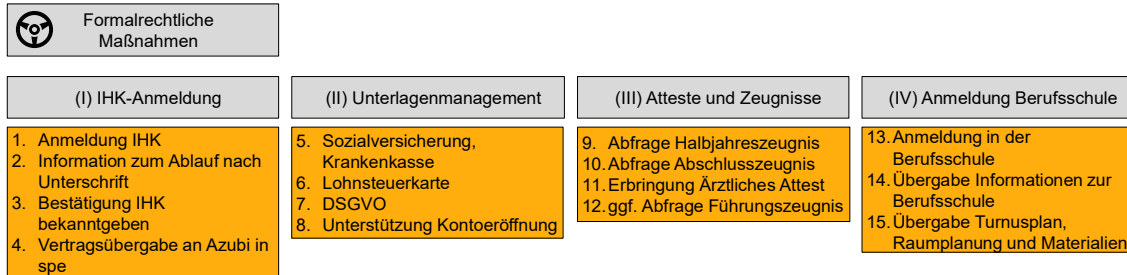 Formalrechtliche
Maßnahmen
(I) IHK-Anmeldung
1. Anmeldung IHK
2. Information zum Ablauf nach
Unterschrift
3. Bestätigung IHK
bekanntgeben
4. Vertragsübergabe an Azubi in
spe
(II) Unterlagenmanagement
5. Sozialversicherung,
Krankenkasse
6. Lohnsteuerkarte
7. DSGVO
8. Unterstützung Kontoeröffnung
(III) Atteste und Zeugnisse
9. Abfrage Halbjahreszeugnis
10. Abfrage Abschlusszeugnis
11. Erbringung Ärztliches Attest
12. ggf. Abfrage Führungszeugnis
(IV) Anmeldung Berufsschule
13. Anmeldung in der
Berufsschule
14. Übergabe Informationen zur
Berufsschule
15. Übergabe Turnusplan,
Raumplanung und Materialien